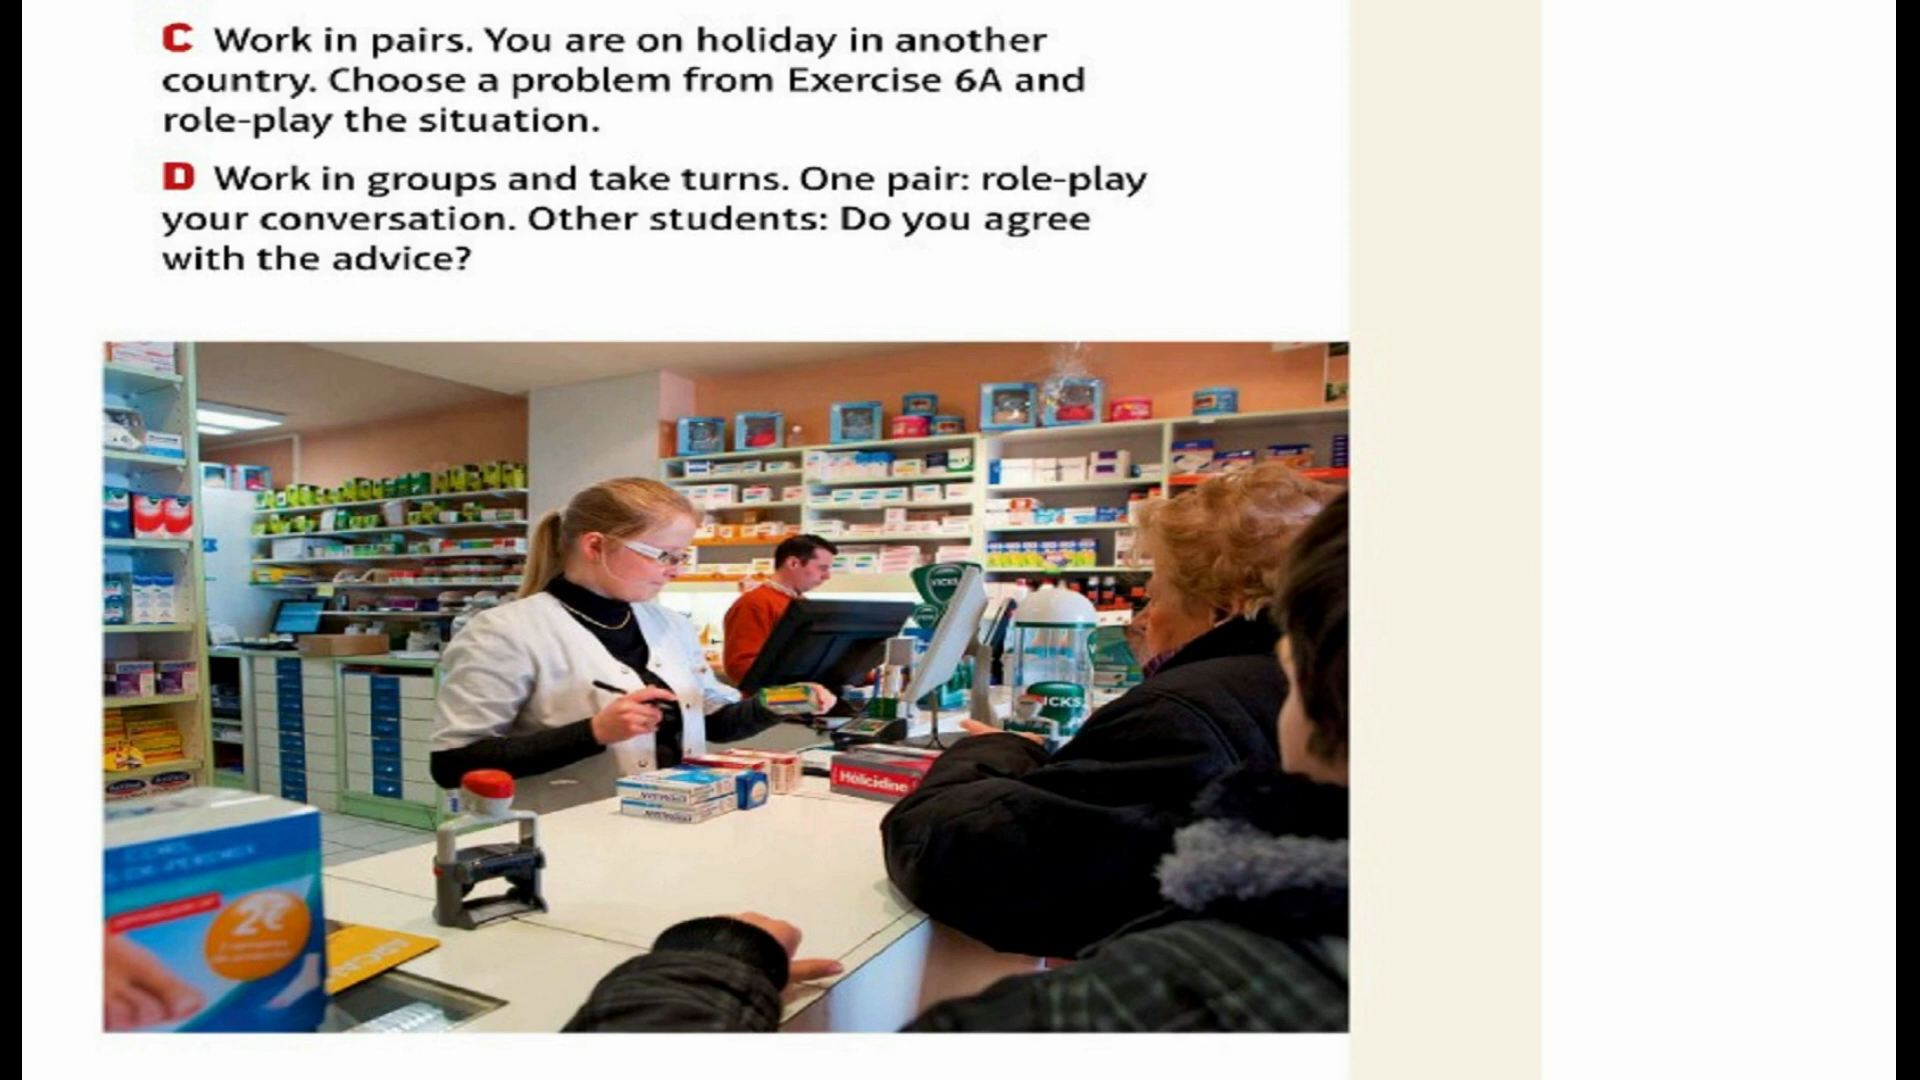 C Work in pairs. You are on holiday in another
country. Choose a problem from Exercise 6A and
role-play the situation.
D Work in groups and take turns. One pair: role-play
your conversation. Other students: Do you agree
with the advice?
VICKS
ICKS
Hélicidine
2€